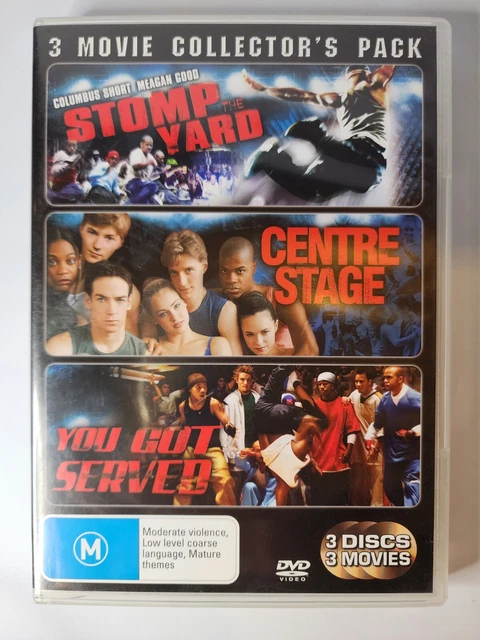 3 MOVIE COLLECTOR'S PACK
COLUMBUS SHORT MEAGAN GOOD
STOMP THE
YARD
CENTRE
STAGE
YOU GOT
SERVED
M
Moderate violence,
Low level coarse
language, Mature
themes
DVD
VIDEO
3 DISCS
3 MOVIES